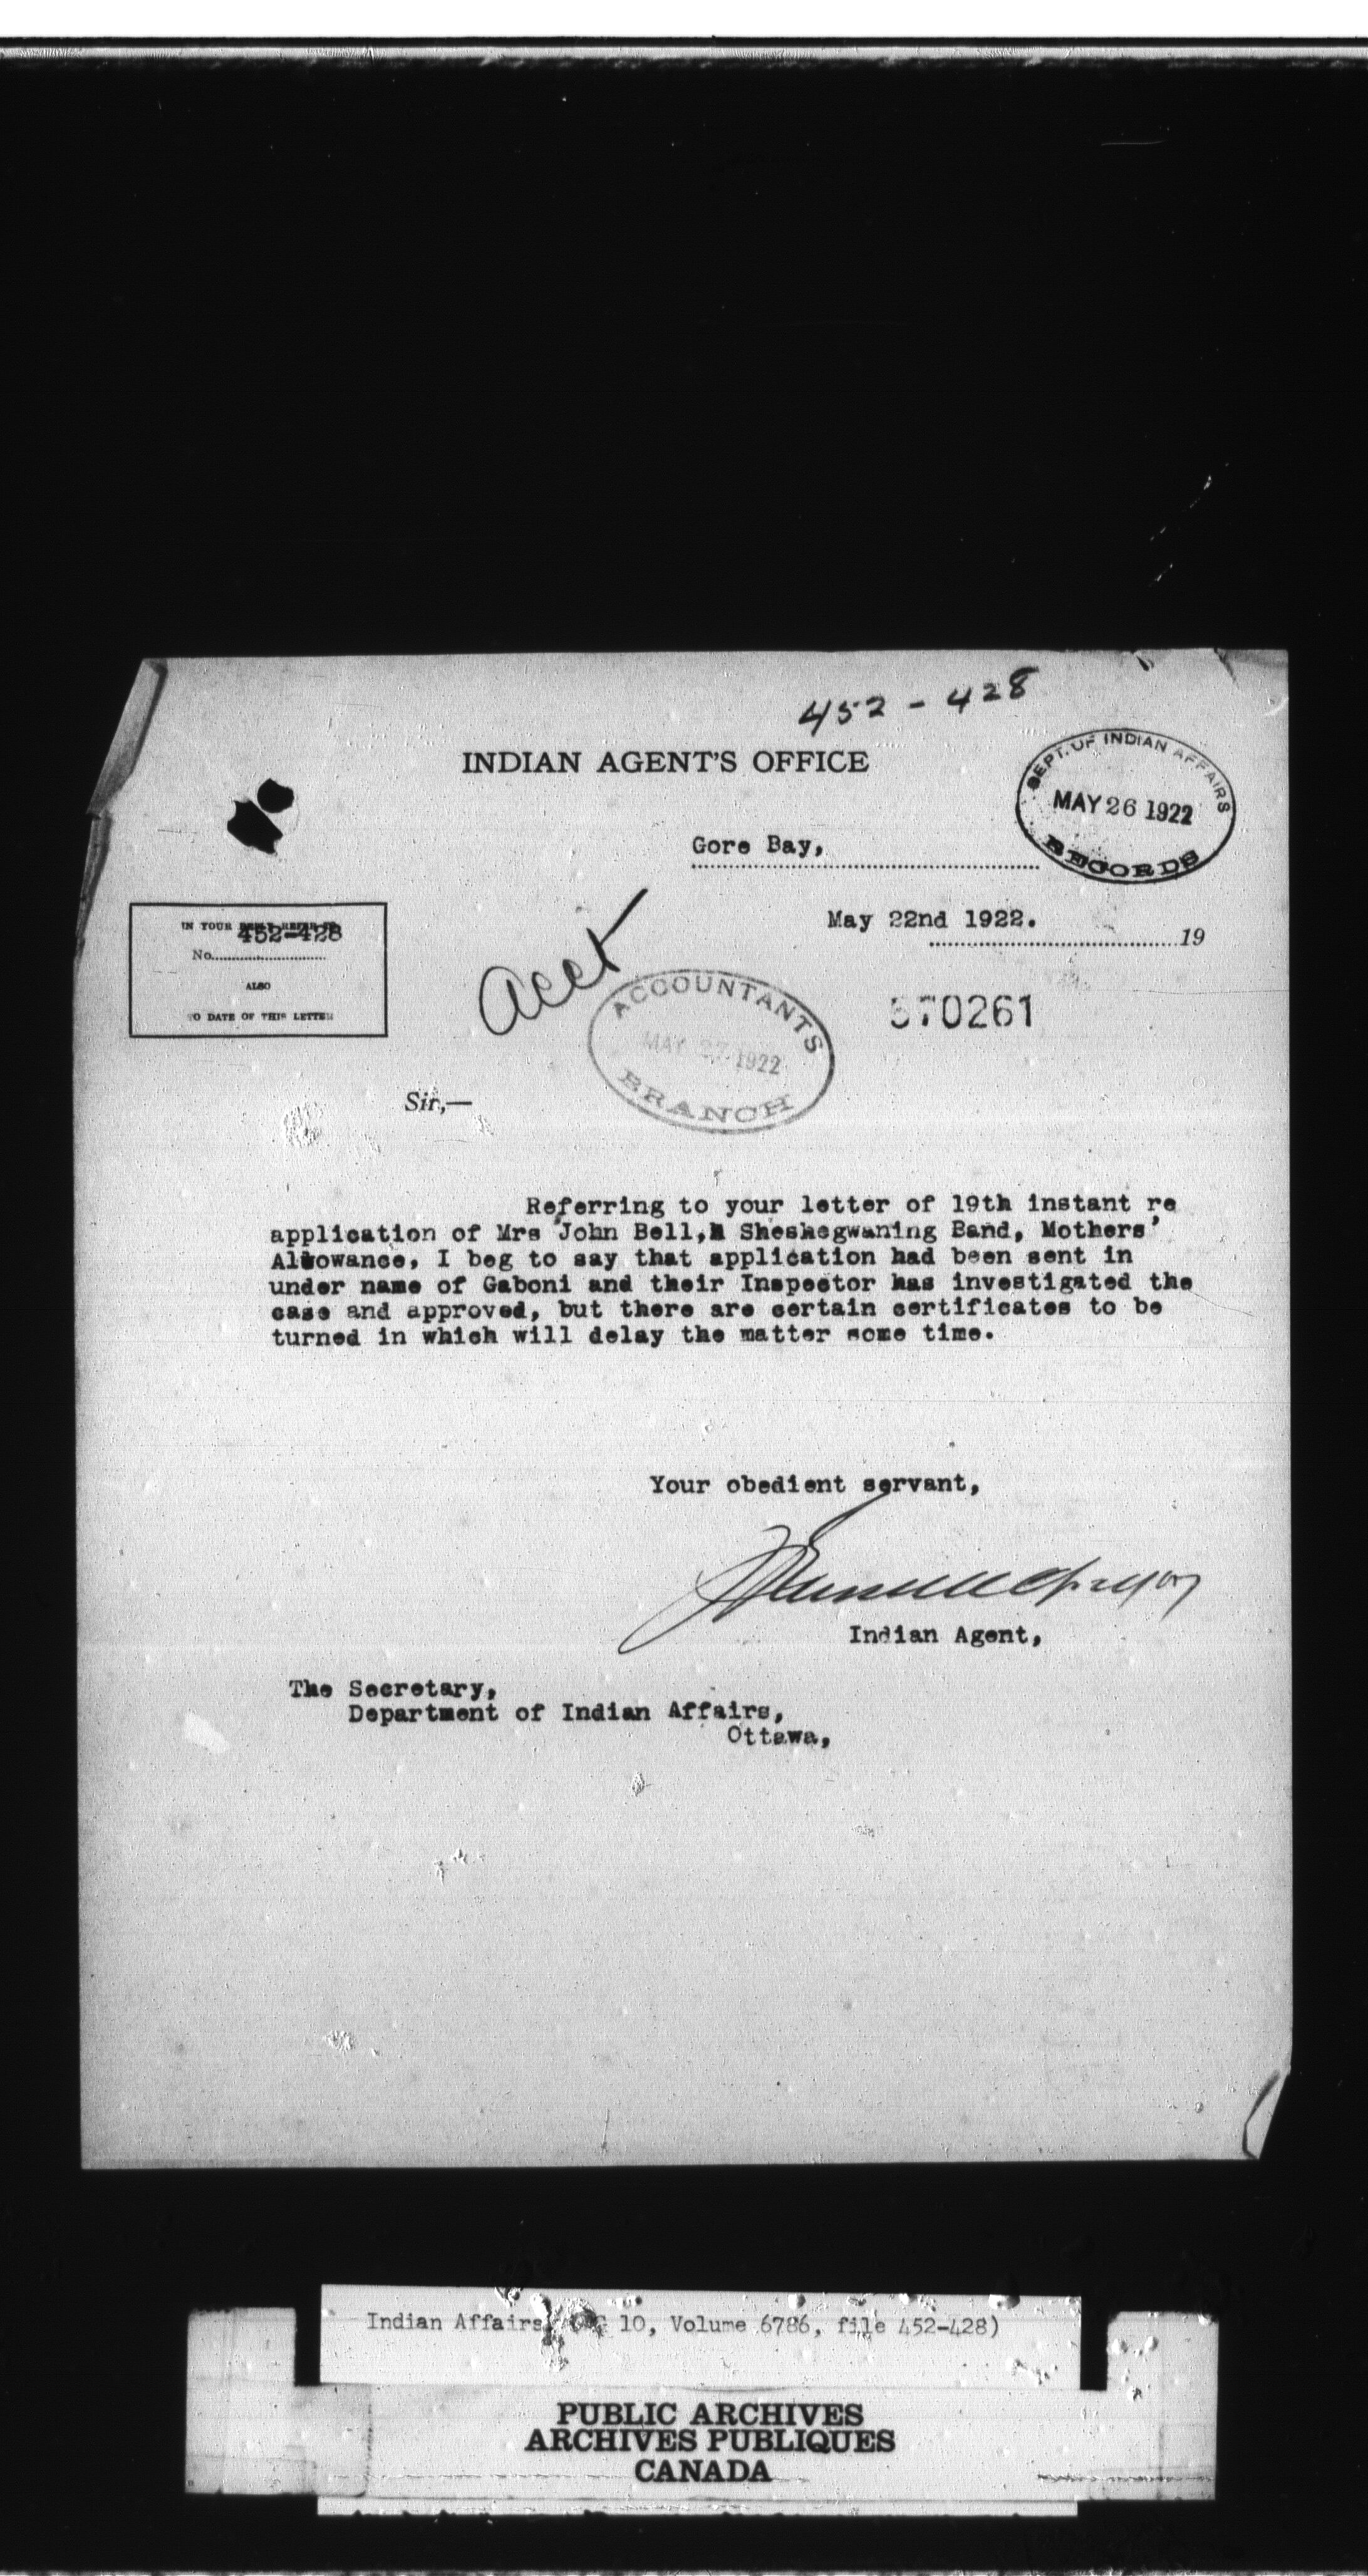 452-428
INDIAN AGENT'S OFFICE
DEPT. OF INDIAN AFFAIRS
MAY 26 1922
RECORDS
Gore Bay,
May 22nd 1922.
19
IN YOUR REPLY REFER TO
452-428
No.
ALSO
TO DATE OF THIS LETTER
Acct
ACCOUNTANTS
MAY 27 1922
BRANCH
570261
Sir,—
Referring to your letter of 19th instant re
application of Mrs John Bell, Sheshegwaning Band, Mothers'
Allowance, I beg to say that application had been sent in
under name of Gaboni and their Inspector has investigated the
case and approved, but there are certain certificates to be
turned in which will delay the matter some time.
Your obedient servant,
Indian Agent,
The Secretary,
Department of Indian Affairs,
Ottawa,
Indian Affairs 10, Volume 6786, file 452-428)
PUBLIC ARCHIVES
ARCHIVES PUBLIQUES
CANADA